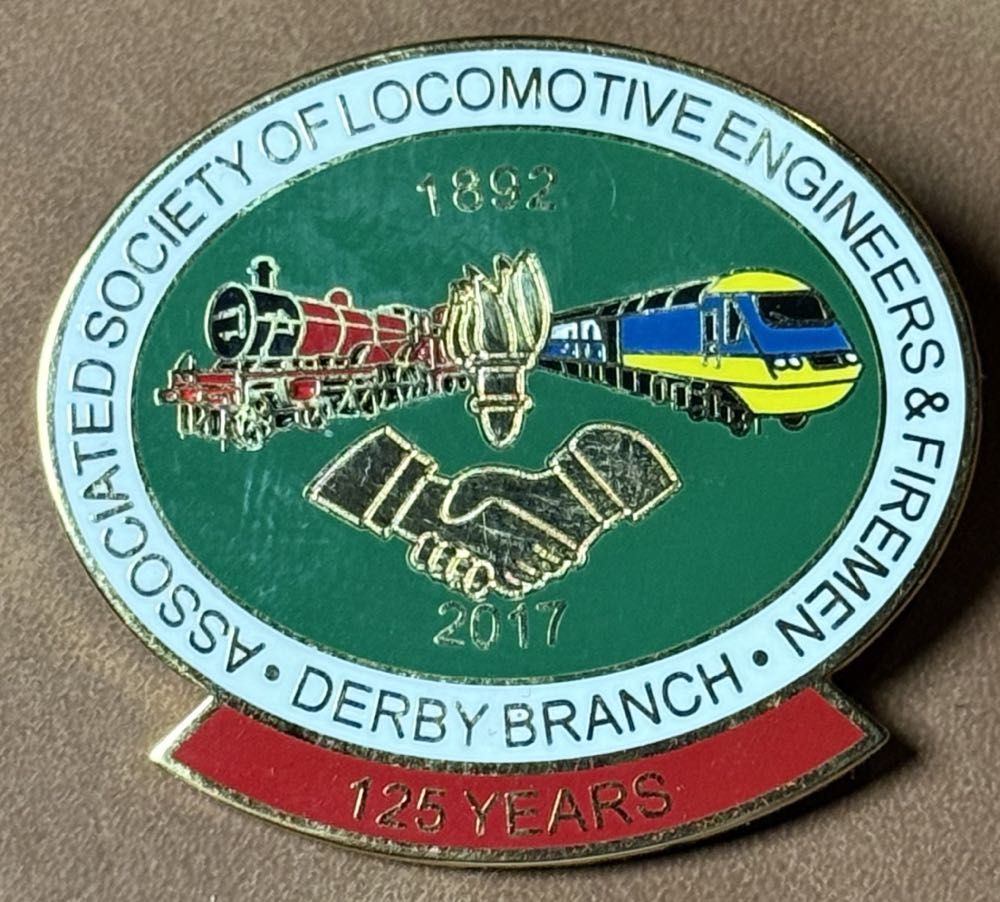 ASSOCIATED SOCIETY OF LOCOMOTIVE ENGINEERS & FIREMEN
1892
2017
• DERBY BRANCH •
125 YEARS